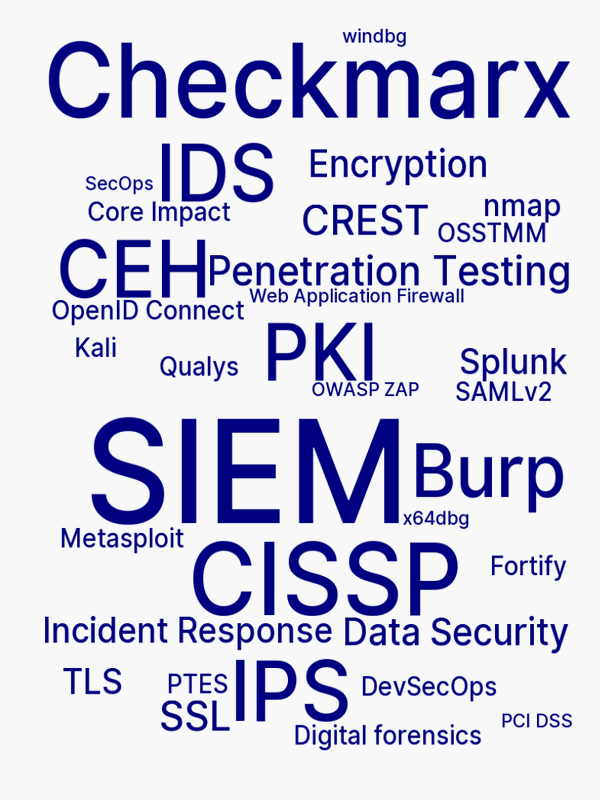 windbg
Checkmarx
IDS
Encryption
SecOps
Core Impact
CREST
nmap
OSSTMM
CEH
Penetration Testing
Web Application Firewall
OpenID Connect
Kali
Qualys
PKI
Splunk
OWASP ZAP
SAMLv2
SIEM
Burp
x64dbg
Metasploit
CISSP
Fortify
Incident Response
Data Security
TLS
PTES
IPS
DevSecOps
SSL
PCI DSS
Digital forensics